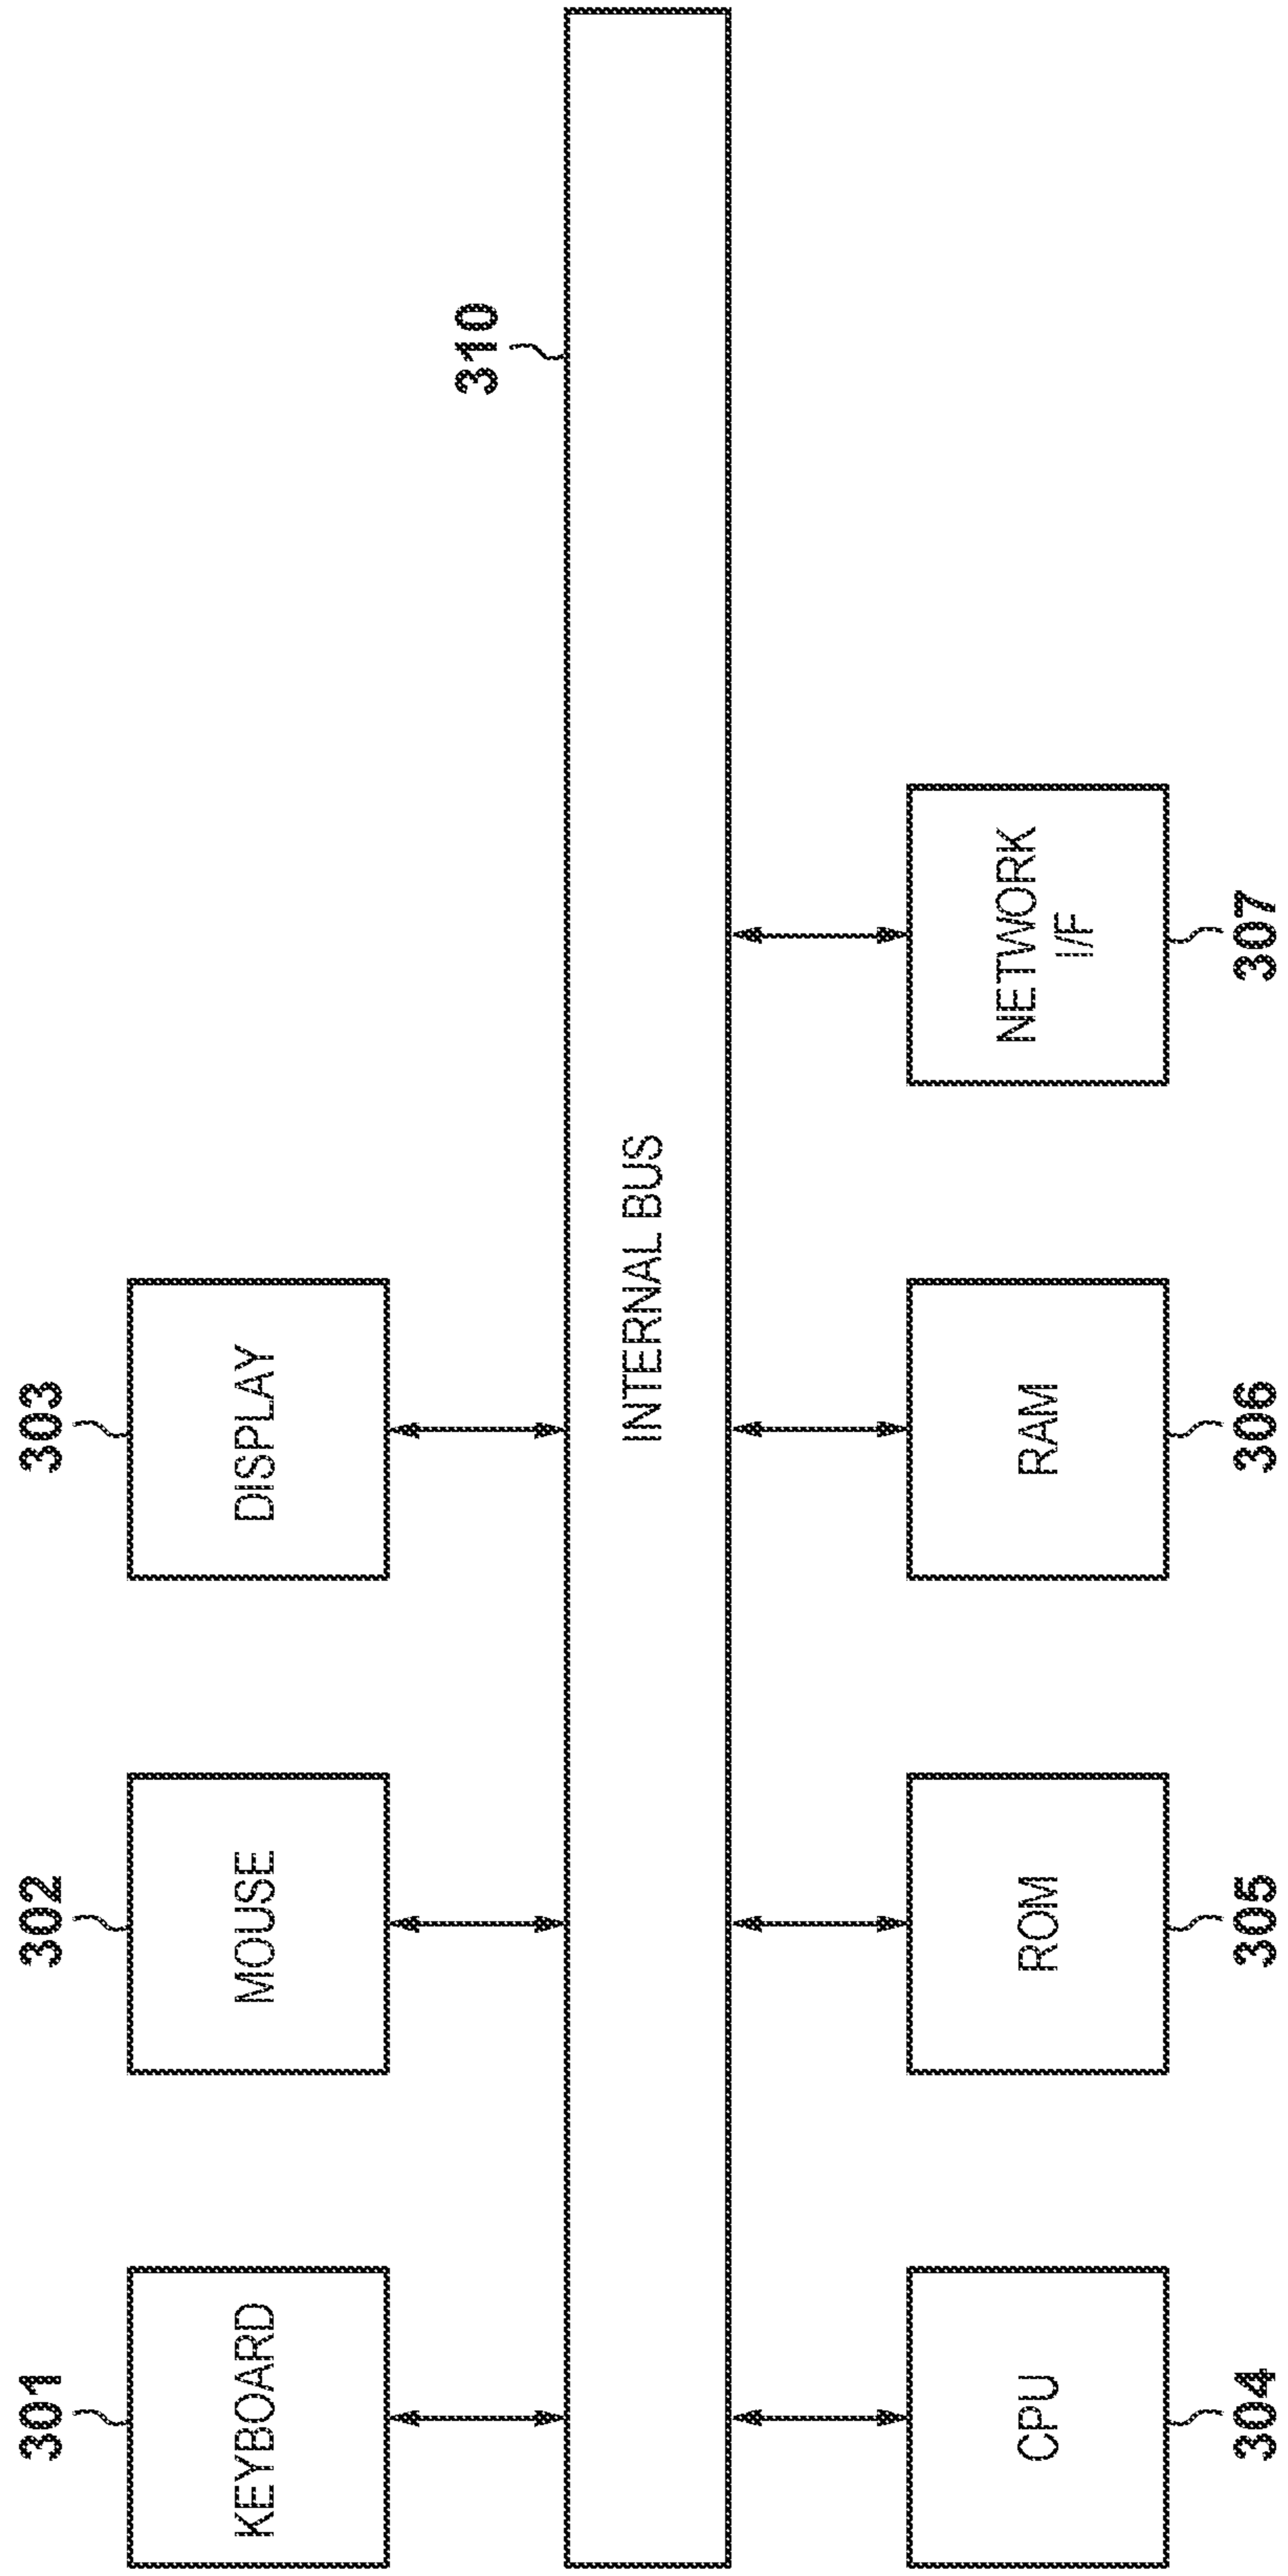 301
302
303
KEYBOARD
MOUSE
DISPLAY
310
INTERNAL BUS
CPU
ROM
RAM
NETWORK
I/F
304
305
306
307